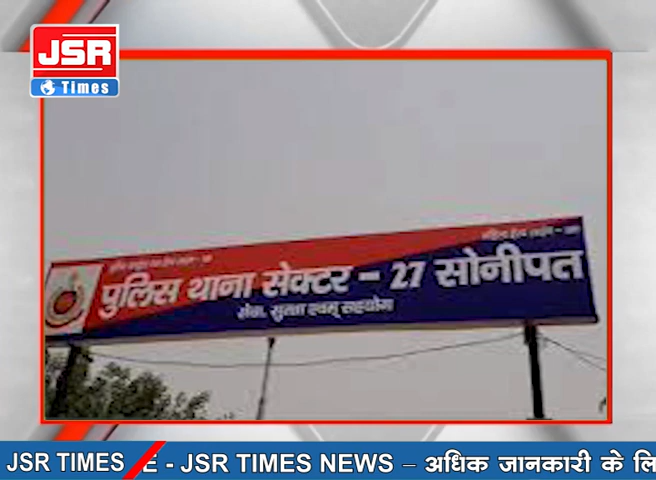 JSR
Times
पुलिस थाना सेक्टर - 27 सोनीपत
सेवा, सुरक्षा एवम् सहयोग
JSR TIMES
E - JSR TIMES NEWS – अधिक जानकारी के लि